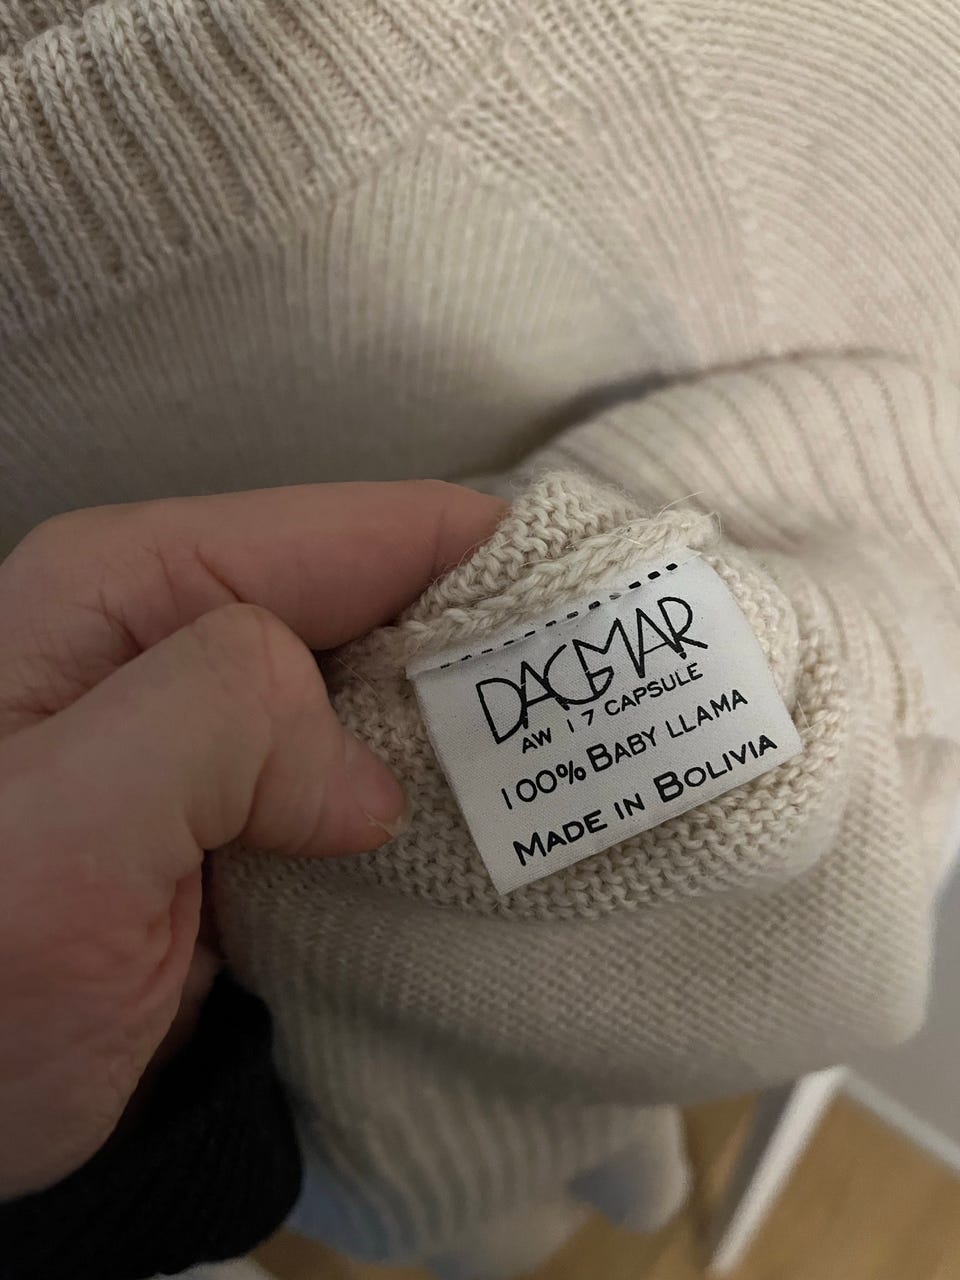 DAGMAR
AW 17 CAPSULE
100% BABY LLAMA
MADE IN BOLIVIA